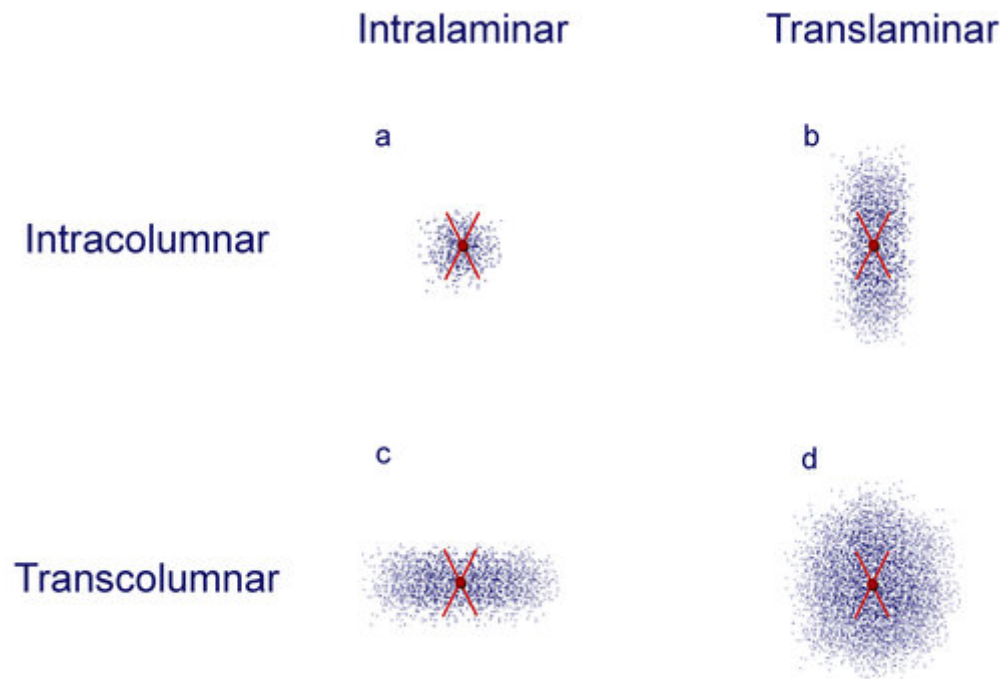 Intralaminar Translaminar
a b
Intracolumnar
c d
Transcolumnar